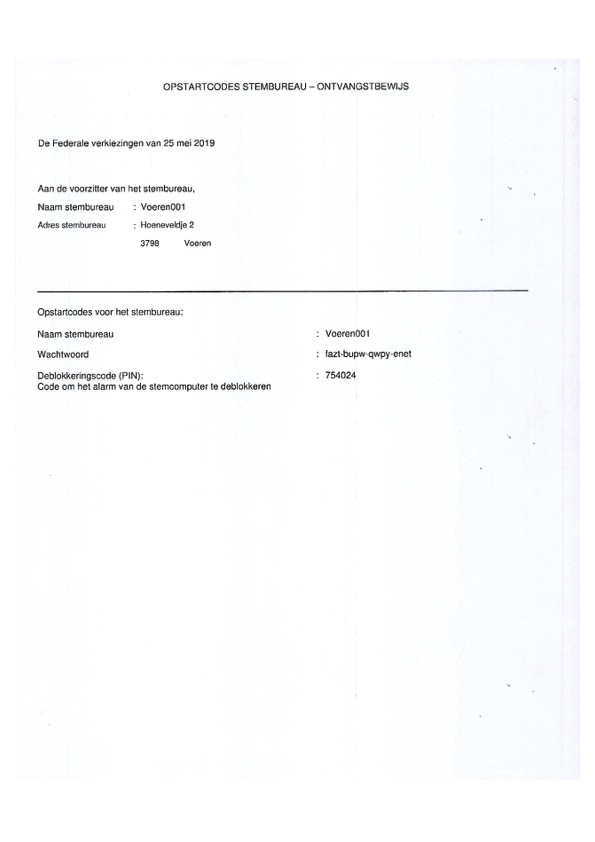 OPSTARTCODES STEMBUREAU – ONTVANGSTBEWIJS
De Federale verkiezingen van 25 mei 2019
Aan de voorzitter van het stembureau,
Naam stembureau : Voeren001
Adres stembureau : Hoeneveldje 2
3798 Voeren
Opstartcodes voor het stembureau:
Naam stembureau : Voeren001
Wachtwoord : fazt-bupw-qwpy-enet
Deblokkeringscode (PIN): : 754024
Code om het alarm van de stemcomputer te deblokkeren